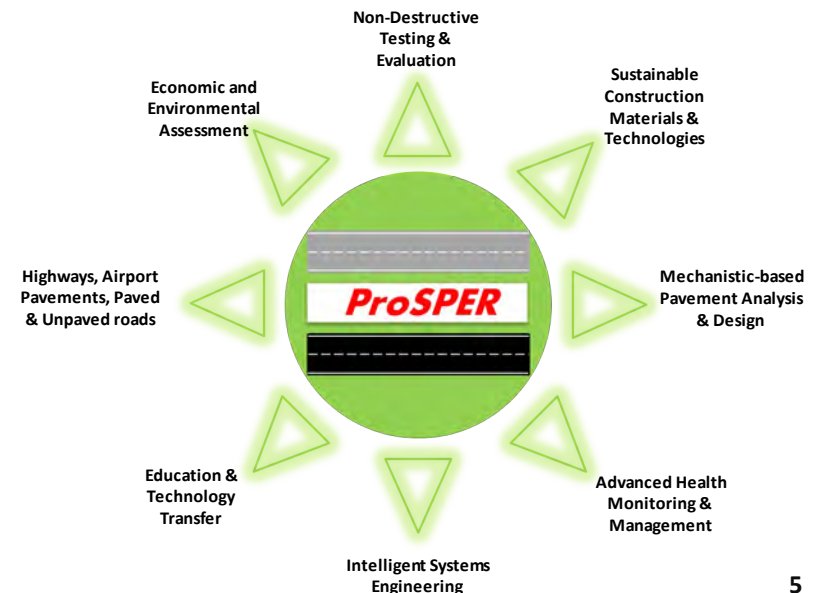 Non-Destructive
Testing &
Evaluation
Sustainable
Construction
Materials &
Technologies
Economic and
Environmental
Assessment
Highways, Airport
Pavements, Paved
& Unpaved roads
ProSPER
Mechanistic-based
Pavement Analysis
& Design
Education &
Technology
Transfer
Advanced Health
Monitoring &
Management
Intelligent Systems
Engineering
5